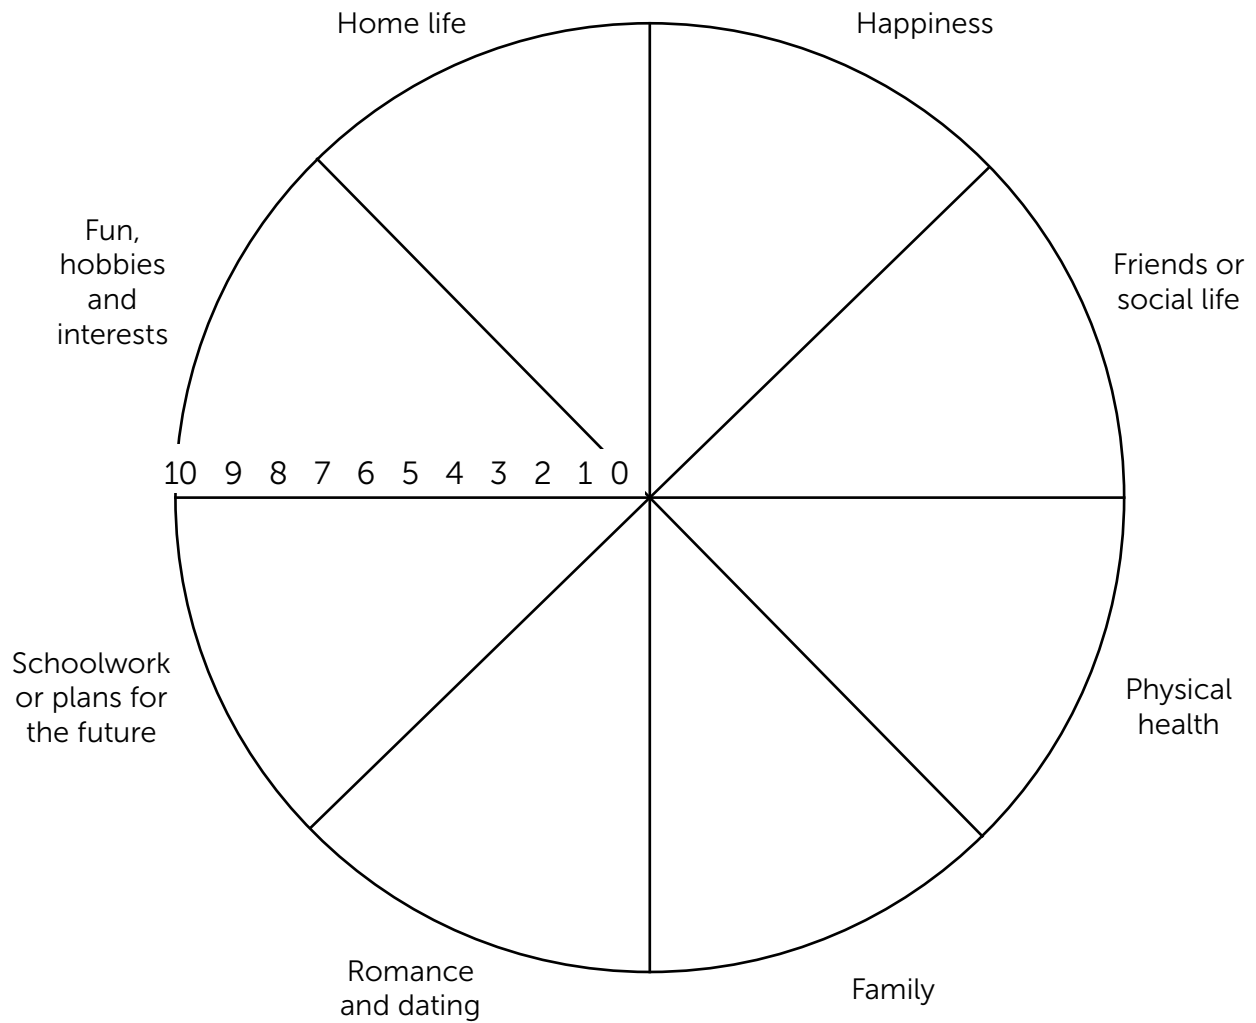 Home life
Happiness
Fun,
hobbies
and
interests
Friends or
social life
10 9 8 7 6 5 4 3 2 1 0
Schoolwork
or plans for
the future
Physical
health
Romance
and dating
Family